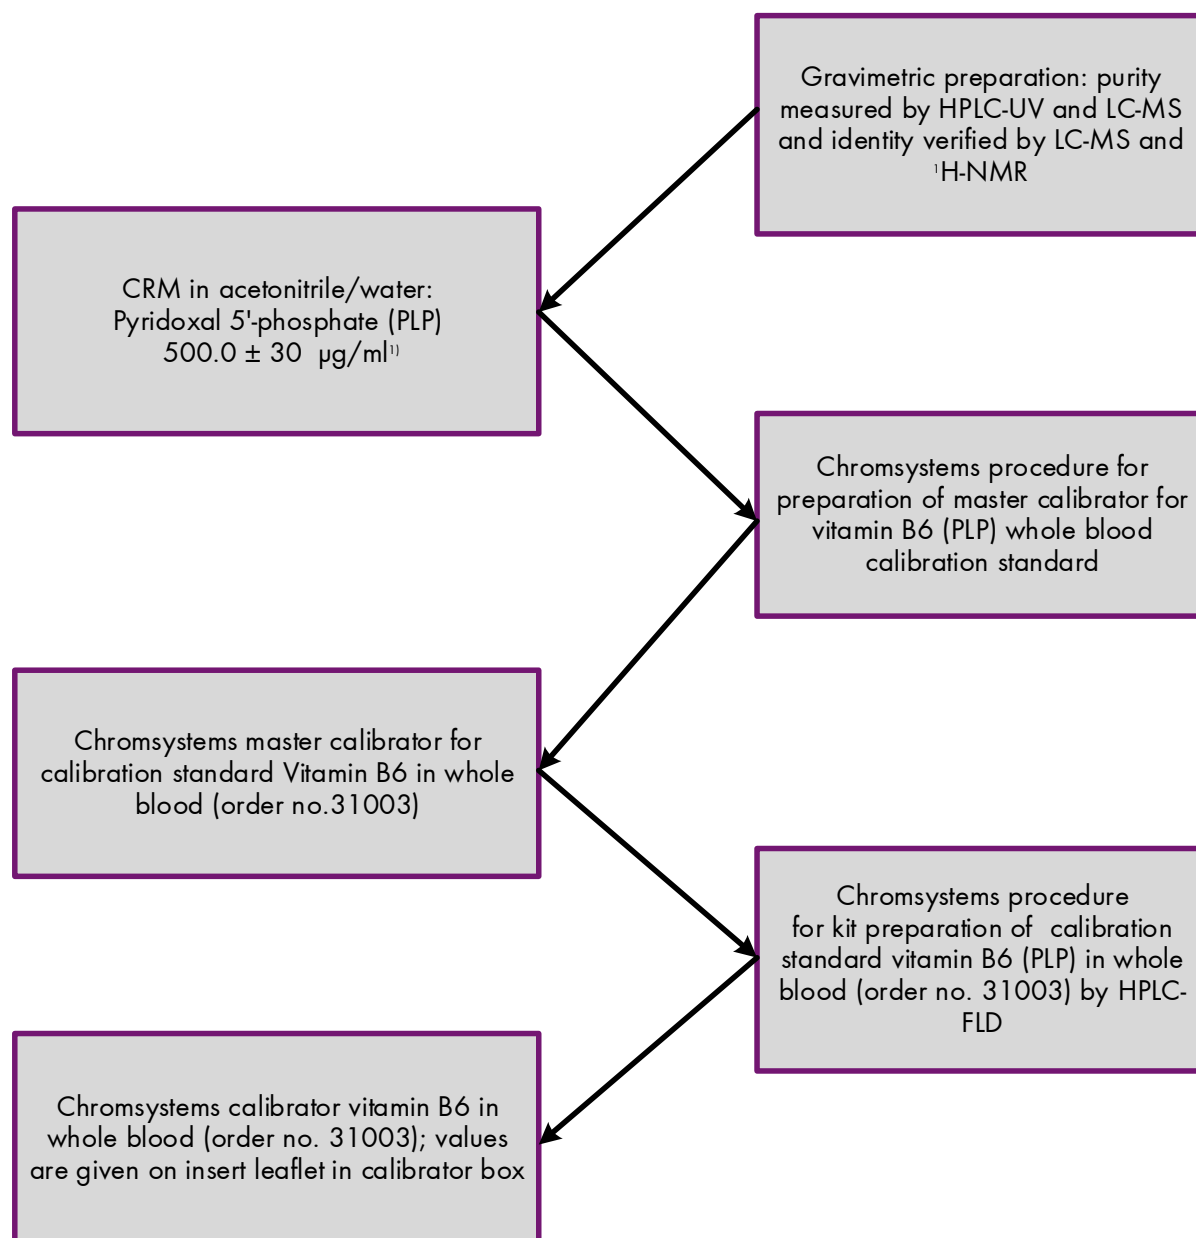 Gravimetric preparation: purity
measured by HPLC-UV and LC-MS
and identity verified by LC-MS and
¹H-NMR
CRM in acetonitrile/water:
Pyridoxal 5'-phosphate (PLP)
500.0 ± 30 µg/ml¹⁾
Chromsystems procedure for
preparation of master calibrator for
vitamin B6 (PLP) whole blood
calibration standard
Chromsystems master calibrator for
calibration standard Vitamin B6 in whole
blood (order no.31003)
Chromsystems procedure
for kit preparation of calibration
standard vitamin B6 (PLP) in whole
blood (order no. 31003) by HPLC-
FLD
Chromsystems calibrator vitamin B6 in
whole blood (order no. 31003); values
are given on insert leaflet in calibrator box